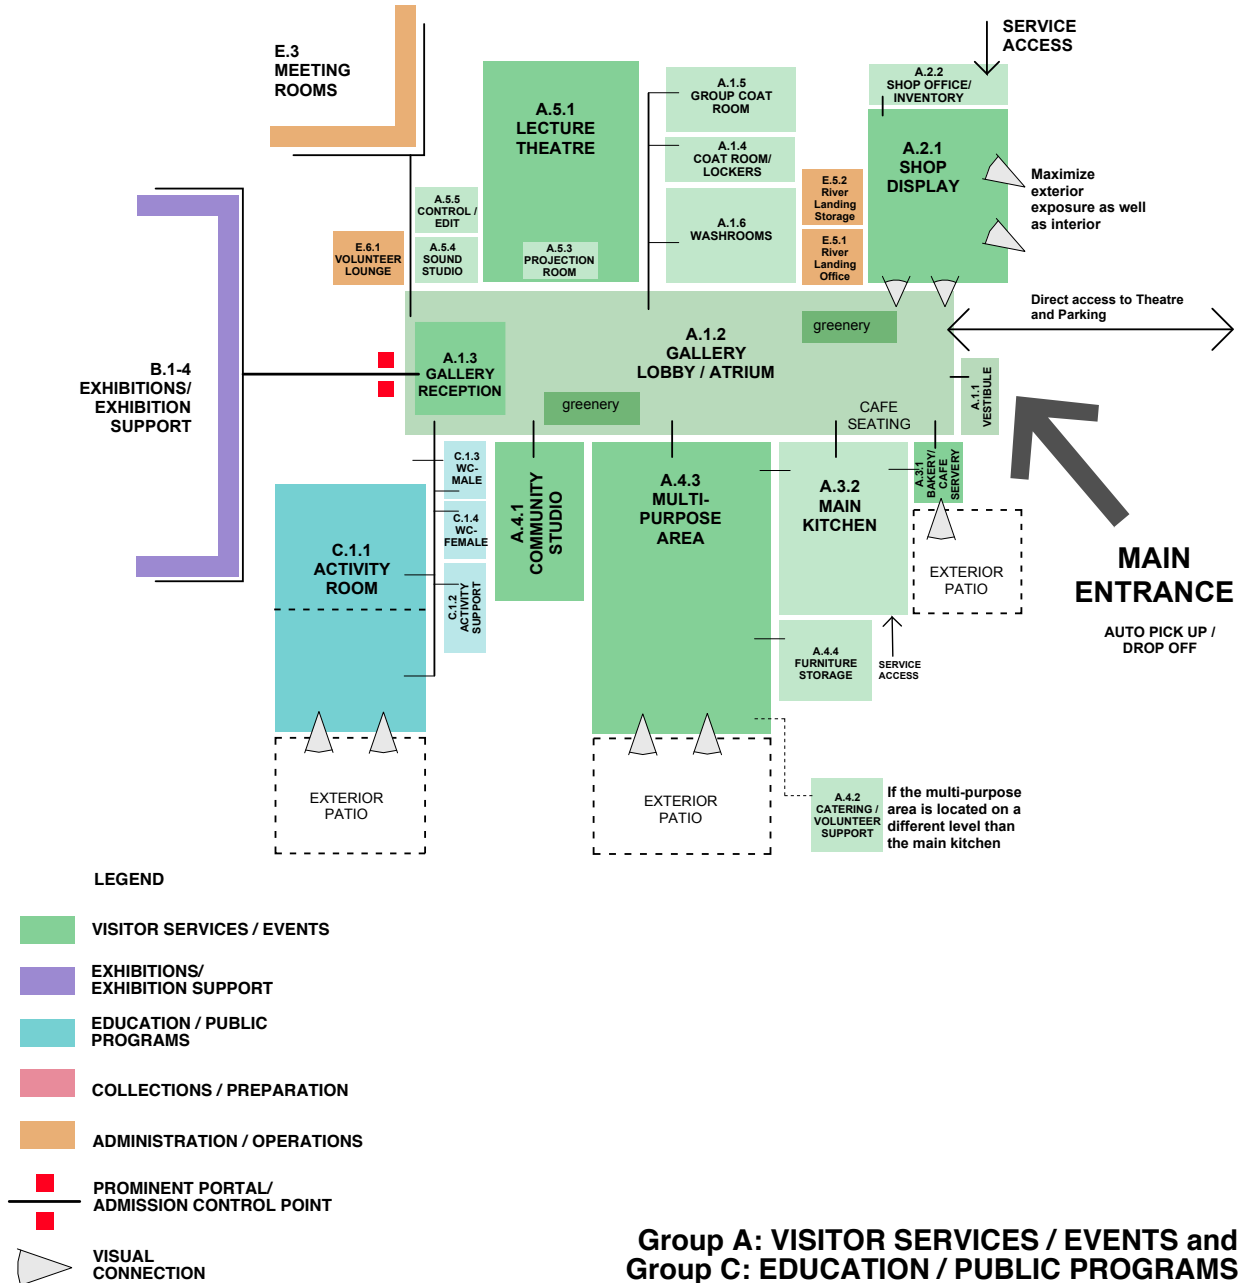 E.3
MEETING
ROOMS
SERVICE
ACCESS
A.5.1
LECTURE
THEATRE
A.1.5
GROUP COAT
ROOM
A.2.2
SHOP OFFICE/
INVENTORY
A.1.4
COAT ROOM/
LOCKERS
A.2.1
SHOP
DISPLAY
Maximize
exterior
exposure as well
as interior
A.5.5
CONTROL /
EDIT
A.1.6
WASHROOMS
E.5.2
River
Landing
Storage
E.6.1
VOLUNTEER
LOUNGE
A.5.4
SOUND
STUDIO
A.5.3
PROJECTION
ROOM
E.5.1
River
Landing
Office
Direct access to Theatre
and Parking
greenery
A.1.2
GALLERY
LOBBY / ATRIUM
A.1.3
GALLERY
RECEPTION
B.1-4
EXHIBITIONS/
EXHIBITION
SUPPORT
greenery
CAFE
SEATING
A.1.1
VESTIBULE
C.1.3
WC-
MALE
C.1.4
WC-
FEMALE
C.1.2
ACTIVITY
SUPPORT
A.4.1
COMMUNITY
STUDIO
A.4.3
MULTI-
PURPOSE
AREA
A.3.2
MAIN
KITCHEN
A.3.1
BAKERY/
CAFE
SERVERY
C.1.1
ACTIVITY
ROOM
EXTERIOR
PATIO
MAIN
ENTRANCE
AUTO PICK UP /
DROP OFF
A.4.4
FURNITURE
STORAGE
SERVICE
ACCESS
EXTERIOR
PATIO
EXTERIOR
PATIO
A.4.2
CATERING /
VOLUNTEER
SUPPORT
If the multi-purpose
area is located on a
different level than
the main kitchen
LEGEND
VISITOR SERVICES / EVENTS
EXHIBITIONS/
EXHIBITION SUPPORT
EDUCATION / PUBLIC
PROGRAMS
COLLECTIONS / PREPARATION
ADMINISTRATION / OPERATIONS
PROMINENT PORTAL/
ADMISSION CONTROL POINT
VISUAL
CONNECTION
Group A: VISITOR SERVICES / EVENTS and
Group C: EDUCATION / PUBLIC PROGRAMS